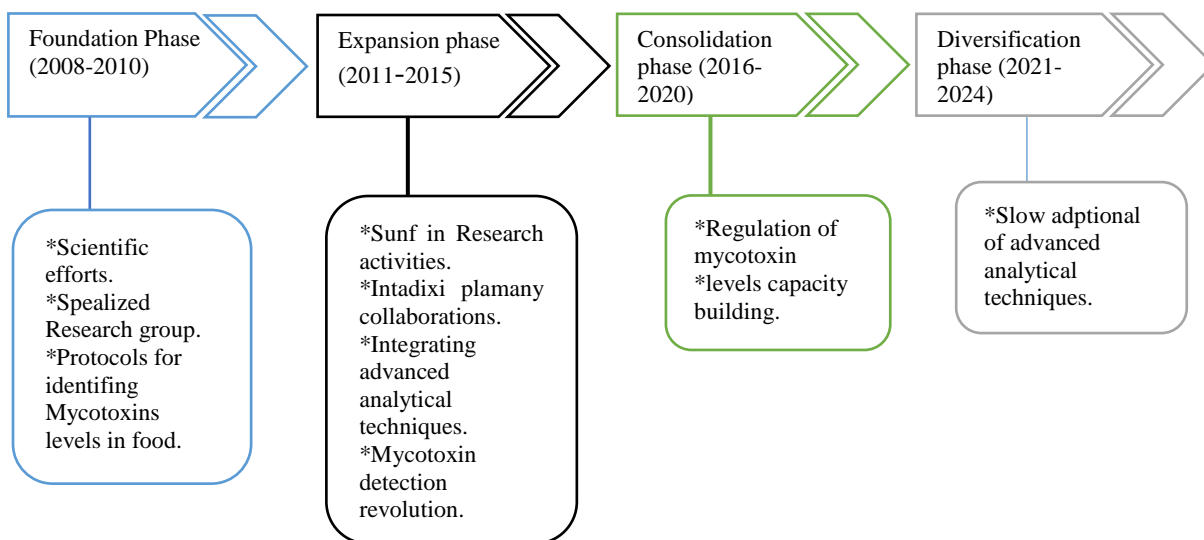 Foundation Phase
(2008-2010)
Expansion phase
(2011-2015)
Consolidation
phase (2016-
2020)
Diversification
phase (2021-
2024)
*Scientific
efforts.
*Spealized
Research group.
*Protocols for
identifing
Mycotoxins
levels in food.
*Sunf in Research
activities.
*Intadixi plamany
collaborations.
*Integrating
advanced
analytical
techniques.
*Mycotoxin
detection
revolution.
*Regulation of
mycotoxin
*levels capacity
building.
*Slow adptional
of advanced
analytical
techniques.